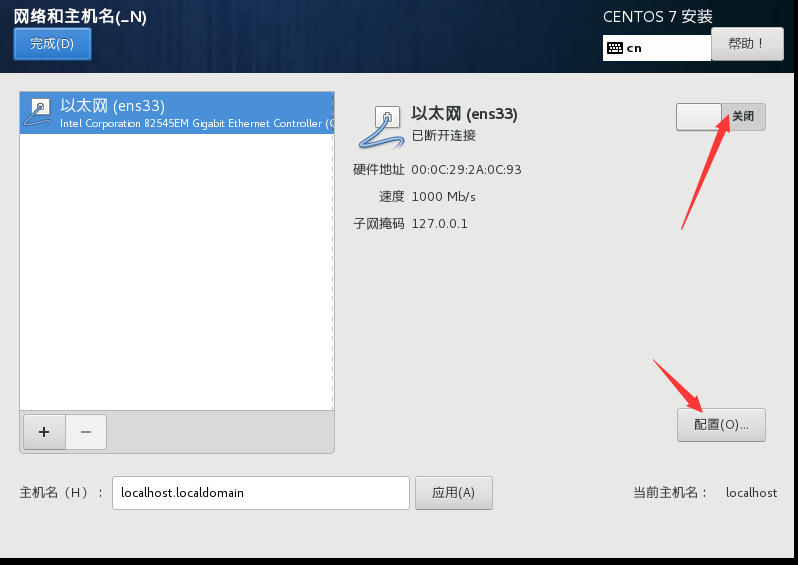 网络和主机名(_N)
CENTOS 7 安装
完成(D)
cn
帮助！
以太网 (ens33)
Intel Corporation 82545EM Gigabit Ethernet Controller (
以太网 (ens33)
已断开连接
关闭
硬件地址 00:0C:29:2A:0C:93
速度 1000 Mb/s
子网掩码 127.0.0.1
+ −
配置(O)...
主机名（H）： localhost.localdomain 应用(A) 当前主机名： localhost